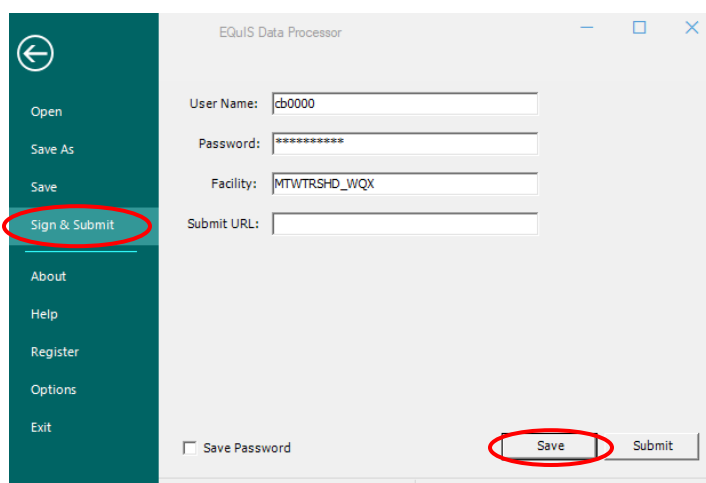 EQuIS Data Processor
Open
Save As
Save
Sign & Submit
About
Help
Register
Options
Exit
User Name: cb0000
Password: **********
Facility: MTWTRSHD_WQX
Submit URL:
Save Password
Save
Submit